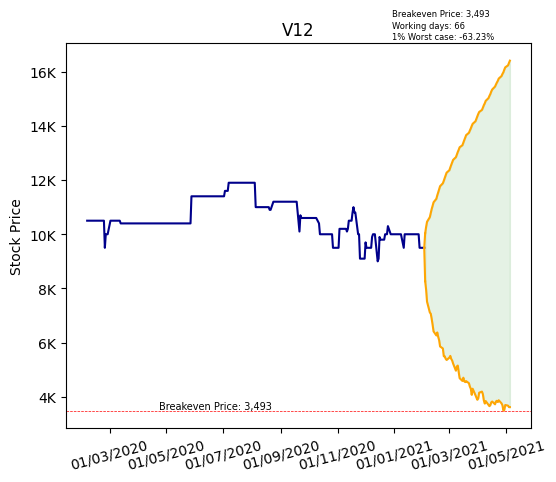 Breakeven Price: 3,493
Working days: 66
1% Worst case: -63.23%
V12
Stock Price
16K
14K
12K
10K
8K
6K
4K
Breakeven Price: 3,493
01/03/2020
01/05/2020
01/07/2020
01/09/2020
01/11/2020
01/01/2021
01/03/2021
01/05/2021